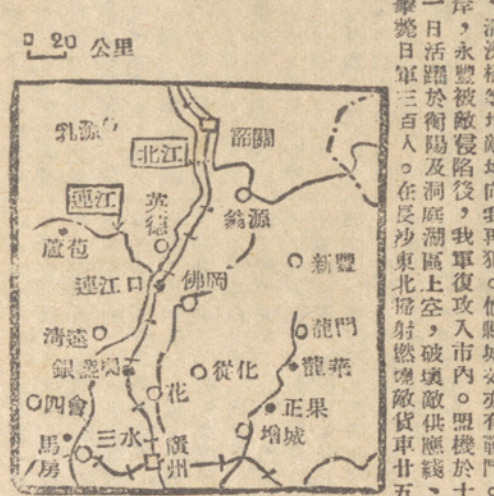 岸，永豐被敵侵陷後，我軍復攻入市內。盟機於十
一日活躍於衡陽及洞庭湖區上空，破壞敵供應綫，
擊斃日軍三百人。在長沙東北掃射燃燒敵貨車廿五
0 20 公里
乳源
韶關
北江
連江
英德
翁源
蘆苞
新豐
連江口
佛岡
清遠
龍門
銀盞坳
從化
龍華
四會
花
正果
馬房
三水
廣州
增城